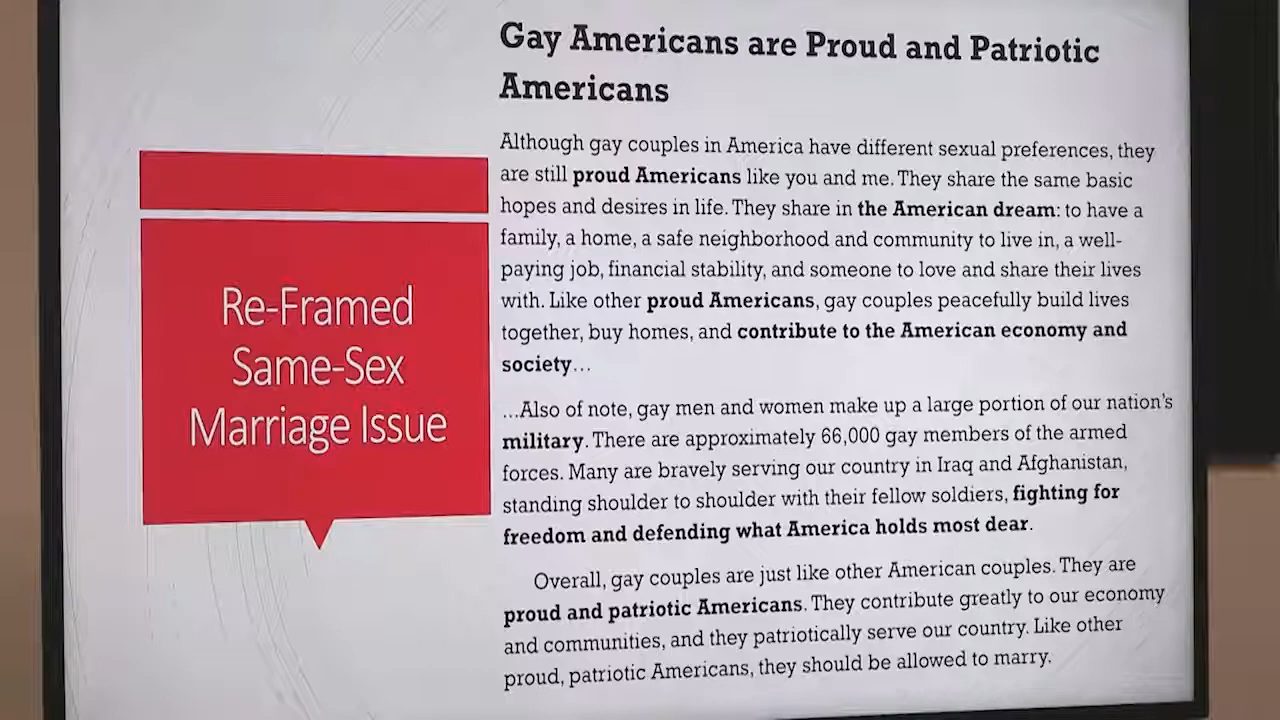 Gay Americans are Proud and Patriotic
Americans
Although gay couples in America have different sexual preferences, they
are still proud Americans like you and me. They share the same basic
hopes and desires in life. They share in the American dream: to have a
family, a home, a safe neighborhood and community to live in, a well-
paying job, financial stability, and someone to love and share their lives
with. Like other proud Americans, gay couples peacefully build lives
together, buy homes, and contribute to the American economy and
society...
...Also of note, gay men and women make up a large portion of our nation's
military. There are approximately 66,000 gay members of the armed
forces. Many are bravely serving our country in Iraq and Afghanistan,
standing shoulder to shoulder with their fellow soldiers, fighting for
freedom and defending what America holds most dear.
Overall, gay couples are just like other American couples. They are
proud and patriotic Americans. They contribute greatly to our economy
and communities, and they patriotically serve our country. Like other
proud, patriotic Americans, they should be allowed to marry.
Re-Framed
Same-Sex
Marriage Issue